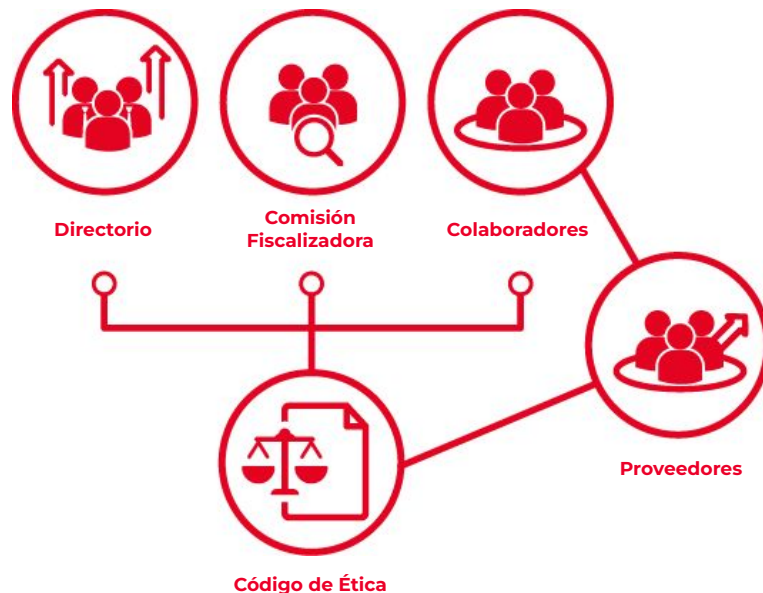 Directorio
Comisión
Fiscalizadora
Colaboradores
Proveedores
Código de Ética